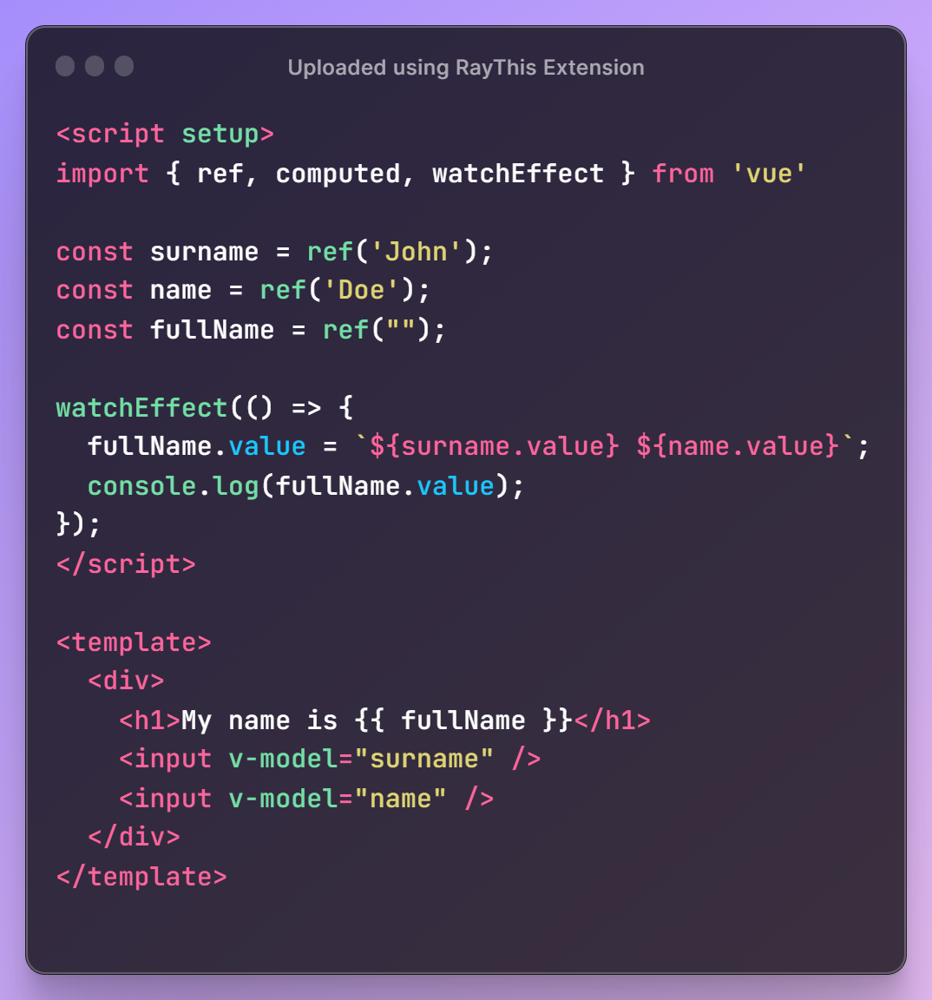 Uploaded using RayThis Extension
<script setup>
import { ref, computed, watchEffect } from 'vue'

const surname = ref('John');
const name = ref('Doe');
const fullName = ref("");

watchEffect(() => {
  fullName.value = `${surname.value} ${name.value}`;
  console.log(fullName.value);
});
</script>

<template>
  <div>
    <h1>My name is {{ fullName }}</h1>
    <input v-model="surname" />
    <input v-model="name" />
  </div>
</template>